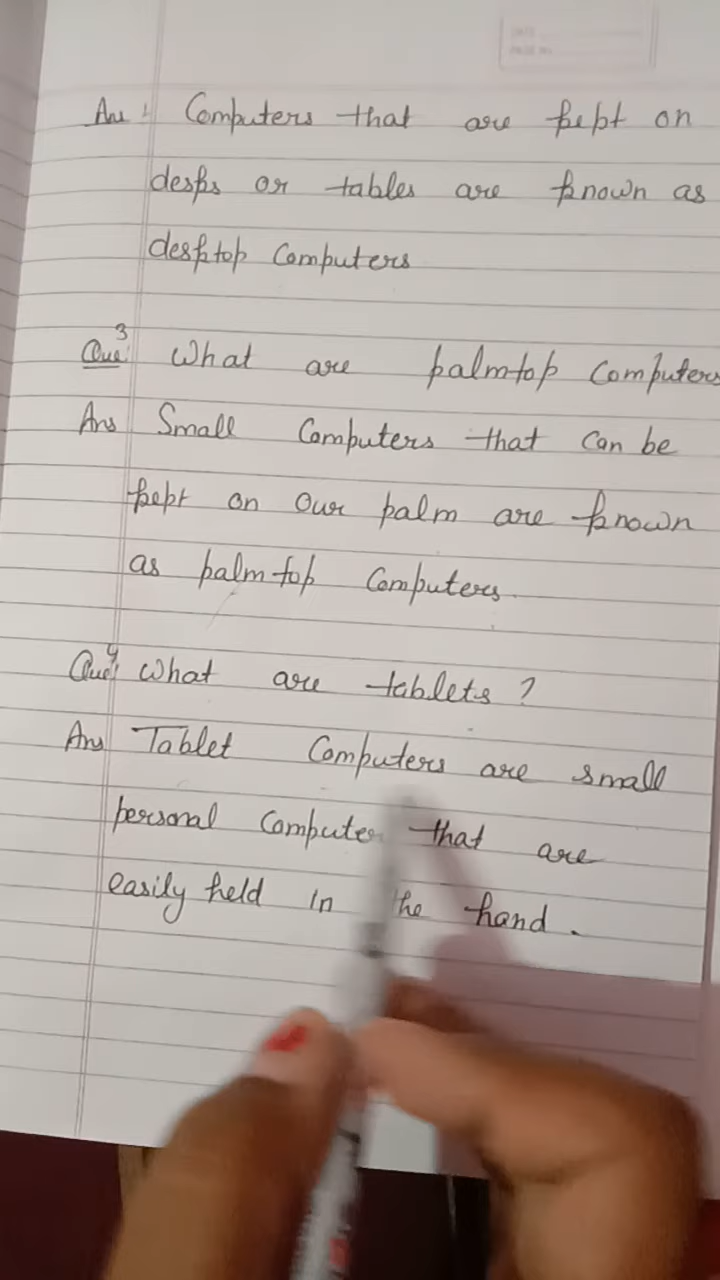 Ans: Computers that are kept on
desks or tables are known as
desktop Computers
Que 3: What are palmtop Computers
Ans Small Computers that can be
kept on our palm are known
as palmtop Computers.
Que 4: What are tablets?
Ans Tablet Computers are small
personal Computer that are
easily held in the hand.